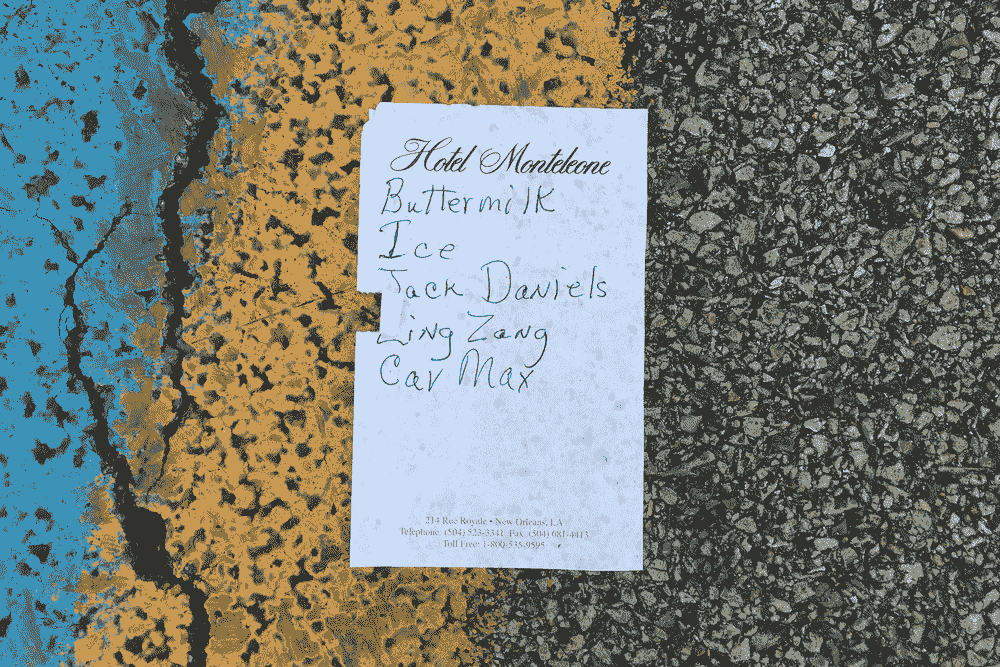 Hotel Monteleone
Buttermilk
Ice
Jack Daniels
Ling Zang
Car Max
214 Rue Royale • New Orleans, LA
Telephone: (504) 523-3341 Fax: (504) 681-4413
Toll Free: 1-800-535-9595